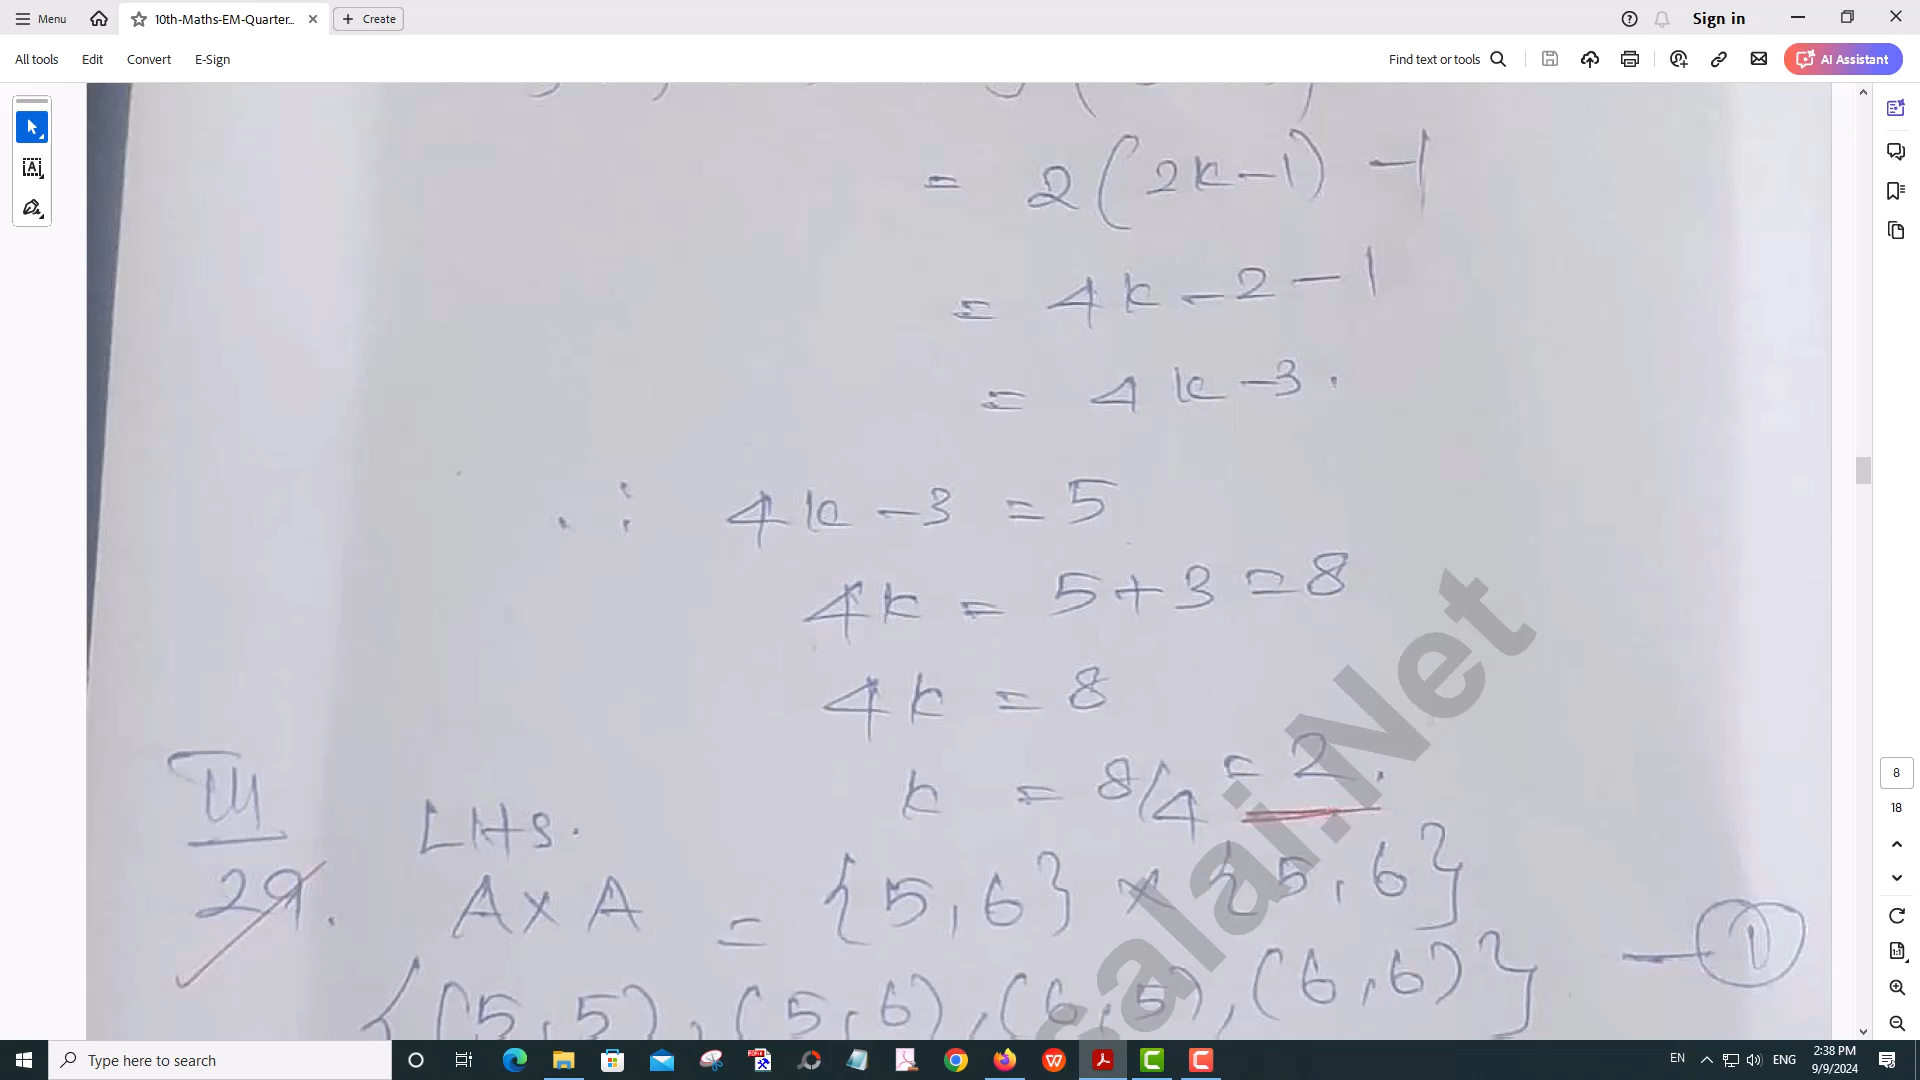 Menu
10th-Maths-EM-Quarter...
Create
Sign in
All tools
Edit
Convert
E-Sign
Find text or tools
AI Assistant
= 2(2k-1) -1
= 4k-2-1
= 4k-3.
∴ 4k-3 = 5
4k = 5+3 = 8
4k = 8
k = 8/4 = 2.
III
LHS.
29. A x A = {5,6} x {5,6}
{(5,5), (5,6), (6,5), (6,6)} — 1
salai.Net
8
18
Type here to search
EN
ENG
2:38 PM
9/9/2024